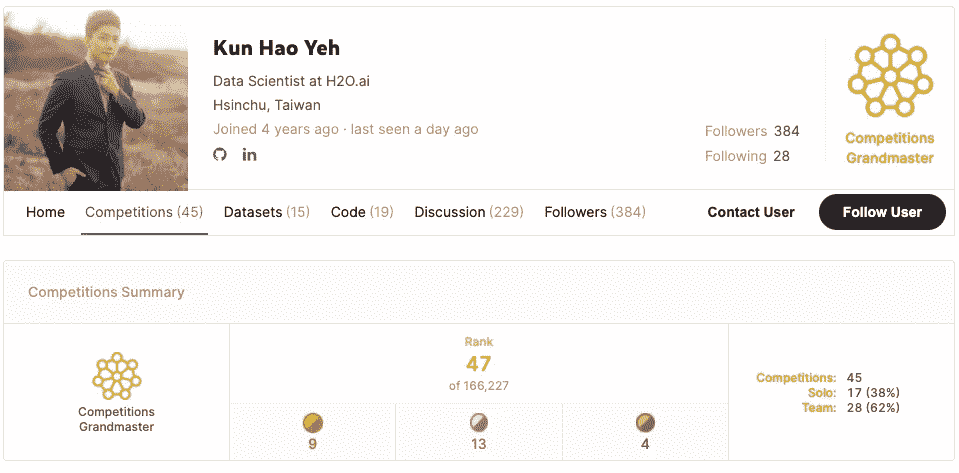 Kun Hao Yeh
Data Scientist at H2O.ai
Hsinchu, Taiwan
Joined 4 years ago · last seen a day ago
in
Followers 384
Following 28
Competitions
Grandmaster
Home Competitions (45) Datasets (15) Code (19) Discussion (229) Followers (384) Contact User Follow User
Competitions Summary
Competitions
Grandmaster
Rank
47
of 166,227
9 13 4
Competitions: 45
Solo: 17 (38%)
Team: 28 (62%)